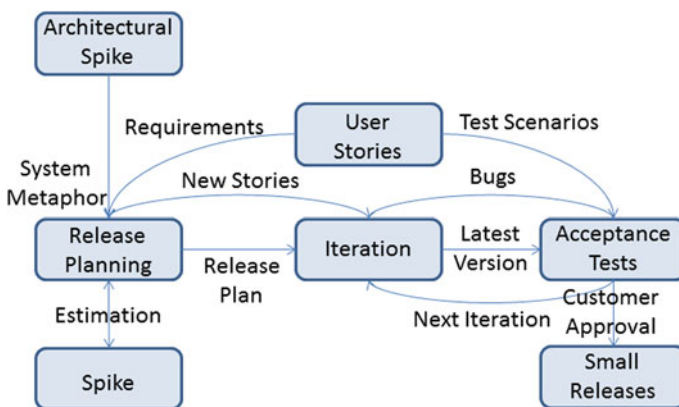 Architectural
Spike
Requirements
User
Stories
Test Scenarios
System
Metaphor
New Stories
Bugs
Release
Planning
Release
Plan
Iteration
Latest
Version
Acceptance
Tests
Estimation
Next Iteration
Customer
Approval
Spike
Small
Releases